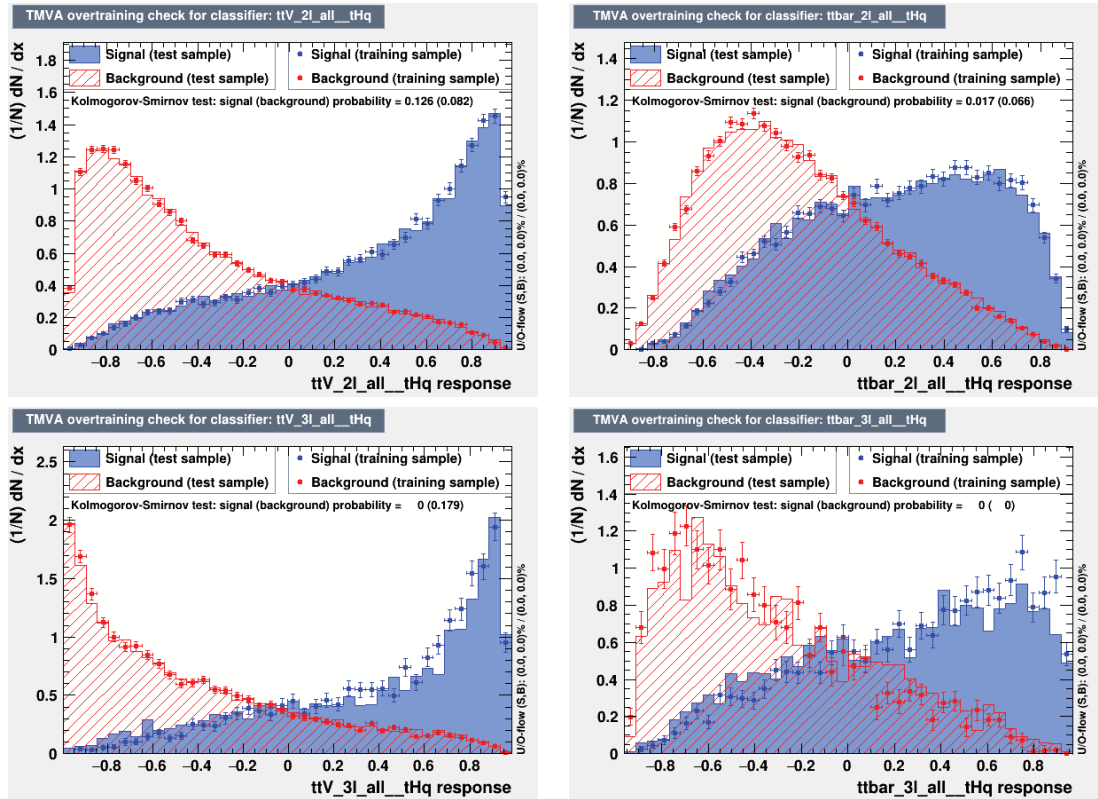 TMVA overtraining check for classifier: ttV_2l_all__tHq
(1/N) dN / dx
1.8
1.6
1.4
1.2
1
0.8
0.6
0.4
0.2
0
Signal (test sample)
Background (test sample)
Signal (training sample)
Background (training sample)
Kolmogorov-Smirnov test: signal (background) probability = 0.126 (0.082)
U/O-flow (S,B): (0.0, 0.0)% / (0.0, 0.0)%
−0.8 −0.6 −0.4 −0.2 0 0.2 0.4 0.6 0.8
ttV_2l_all__tHq response
TMVA overtraining check for classifier: ttbar_2l_all__tHq
(1/N) dN / dx
1.4
1.2
1
0.8
0.6
0.4
0.2
0
Signal (test sample)
Background (test sample)
Signal (training sample)
Background (training sample)
Kolmogorov-Smirnov test: signal (background) probability = 0.017 (0.066)
U/O-flow (S,B): (0.0, 0.0)% / (0.0, 0.0)%
−0.8 −0.6 −0.4 −0.2 0 0.2 0.4 0.6 0.8
ttbar_2l_all__tHq response
TMVA overtraining check for classifier: ttV_3l_all__tHq
(1/N) dN / dx
2.5
2
1.5
1
0.5
0
Signal (test sample)
Background (test sample)
Signal (training sample)
Background (training sample)
Kolmogorov-Smirnov test: signal (background) probability = 0 (0.179)
U/O-flow (S,B): (0.0, 0.0)% / (0.0, 0.0)%
−0.8 −0.6 −0.4 −0.2 0 0.2 0.4 0.6 0.8
ttV_3l_all__tHq response
TMVA overtraining check for classifier: ttbar_3l_all__tHq
(1/N) dN / dx
1.6
1.4
1.2
1
0.8
0.6
0.4
0.2
0
Signal (test sample)
Background (test sample)
Signal (training sample)
Background (training sample)
Kolmogorov-Smirnov test: signal (background) probability = 0 ( 0)
U/O-flow (S,B): (0.0, 0.0)% / (0.0, 0.0)%
−0.8 −0.6 −0.4 −0.2 0 0.2 0.4 0.6 0.8
ttbar_3l_all__tHq response